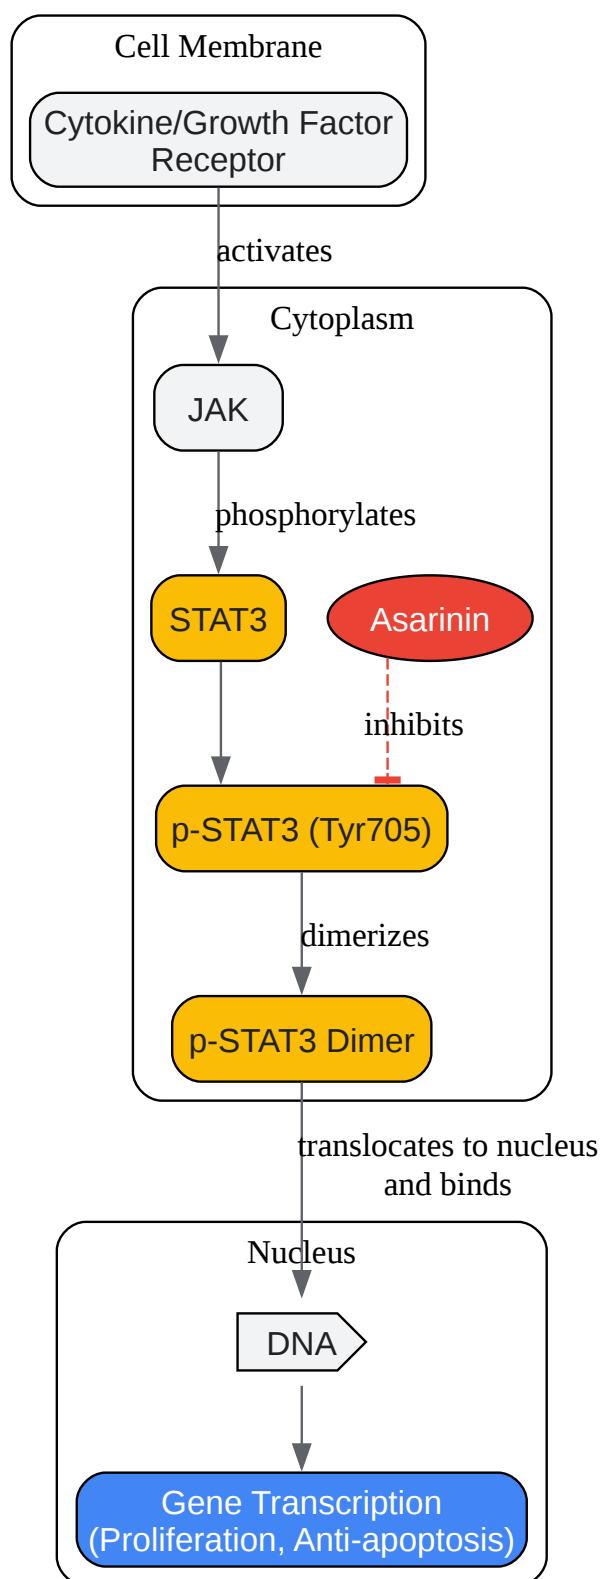 Cell Membrane
Cytokine/Growth Factor
Receptor
activates
Cytoplasm
JAK
phosphorylates
STAT3
Asarinin
inhibits
p-STAT3 (Tyr705)
dimerizes
p-STAT3 Dimer
translocates to nucleus
and binds
Nucleus
DNA
Gene Transcription
(Proliferation, Anti-apoptosis)